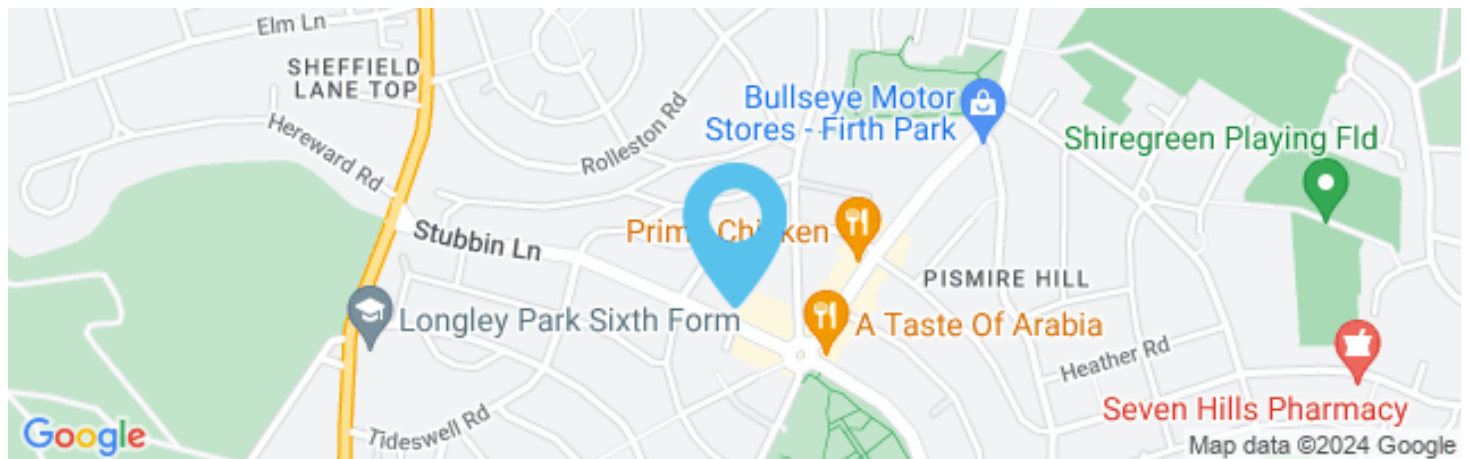 Elm Ln
SHEFFIELD
LANE TOP
Hereward Rd
Rolleston Rd
Bullseye Motor
Stores - Firth Park
Shiregreen Playing Fld
Stubbin Ln
PISMIRE HILL
Longley Park Sixth Form
A Taste Of Arabia
Heather Rd
Seven Hills Pharmacy
Tideswell Rd
Google
Map data ©2024 Google